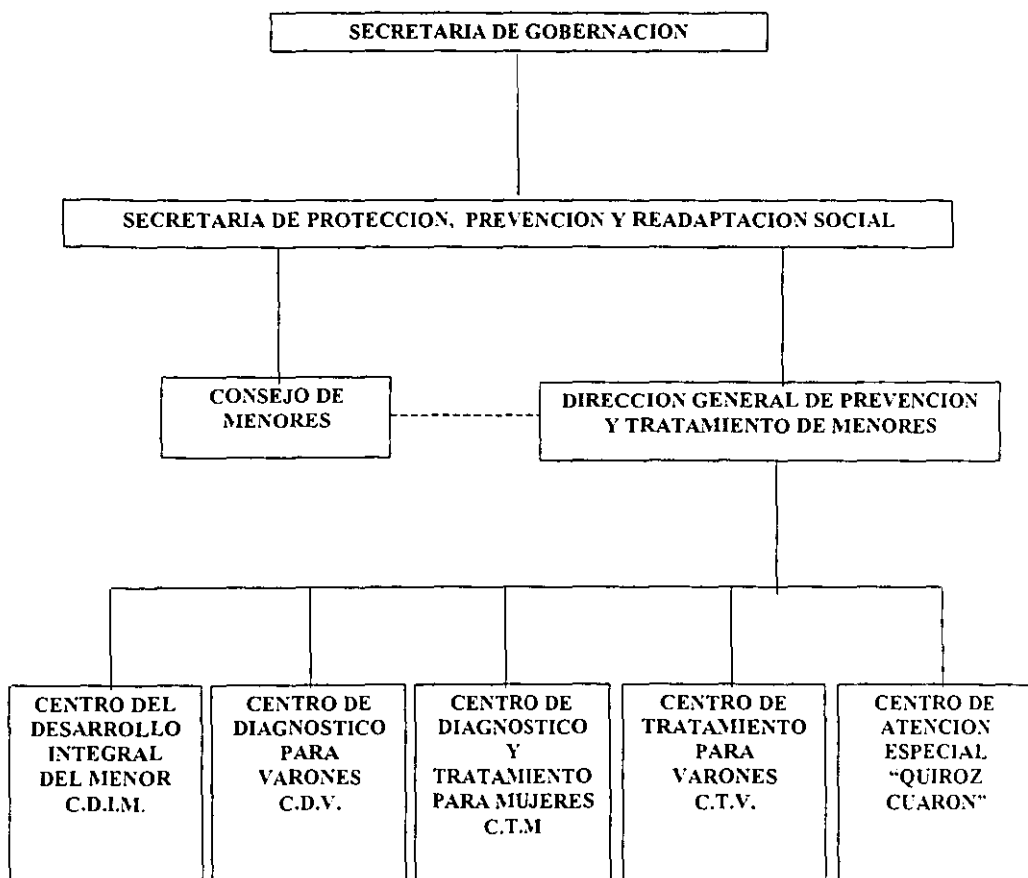 SECRETARIA DE GOBERNACION
SECRETARIA DE PROTECCION, PREVENCION Y READAPTACION SOCIAL
CONSEJO DE
MENORES
DIRECCION GENERAL DE PREVENCION
Y TRATAMIENTO DE MENORES
CENTRO DEL
DESARROLLO
INTEGRAL
DEL MENOR
C.D.I.M.
CENTRO DE
DIAGNOSTICO
PARA
VARONES
C.D.V.
CENTRO DE
DIAGNOSTICO
Y
TRATAMIENTO
PARA MUJERES
C.T.M
CENTRO DE
TRATAMIENTO
PARA
VARONES
C.T.V.
CENTRO DE
ATENCION
ESPECIAL
“QUIROZ
CUARON”